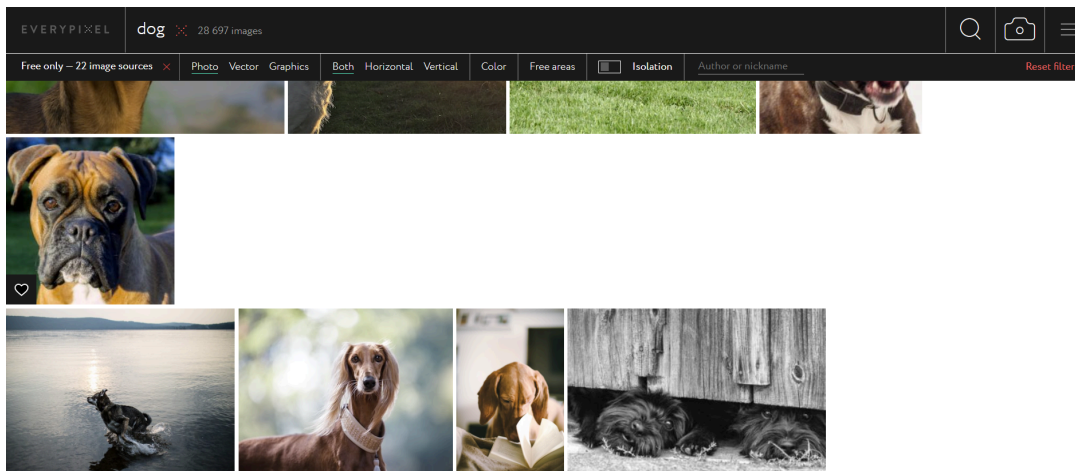 EVERYPIXEL dog 28 697 images
Free only – 22 image sources Photo Vector Graphics Both Horizontal Vertical Color Free areas Isolation Author or nickname Reset filter